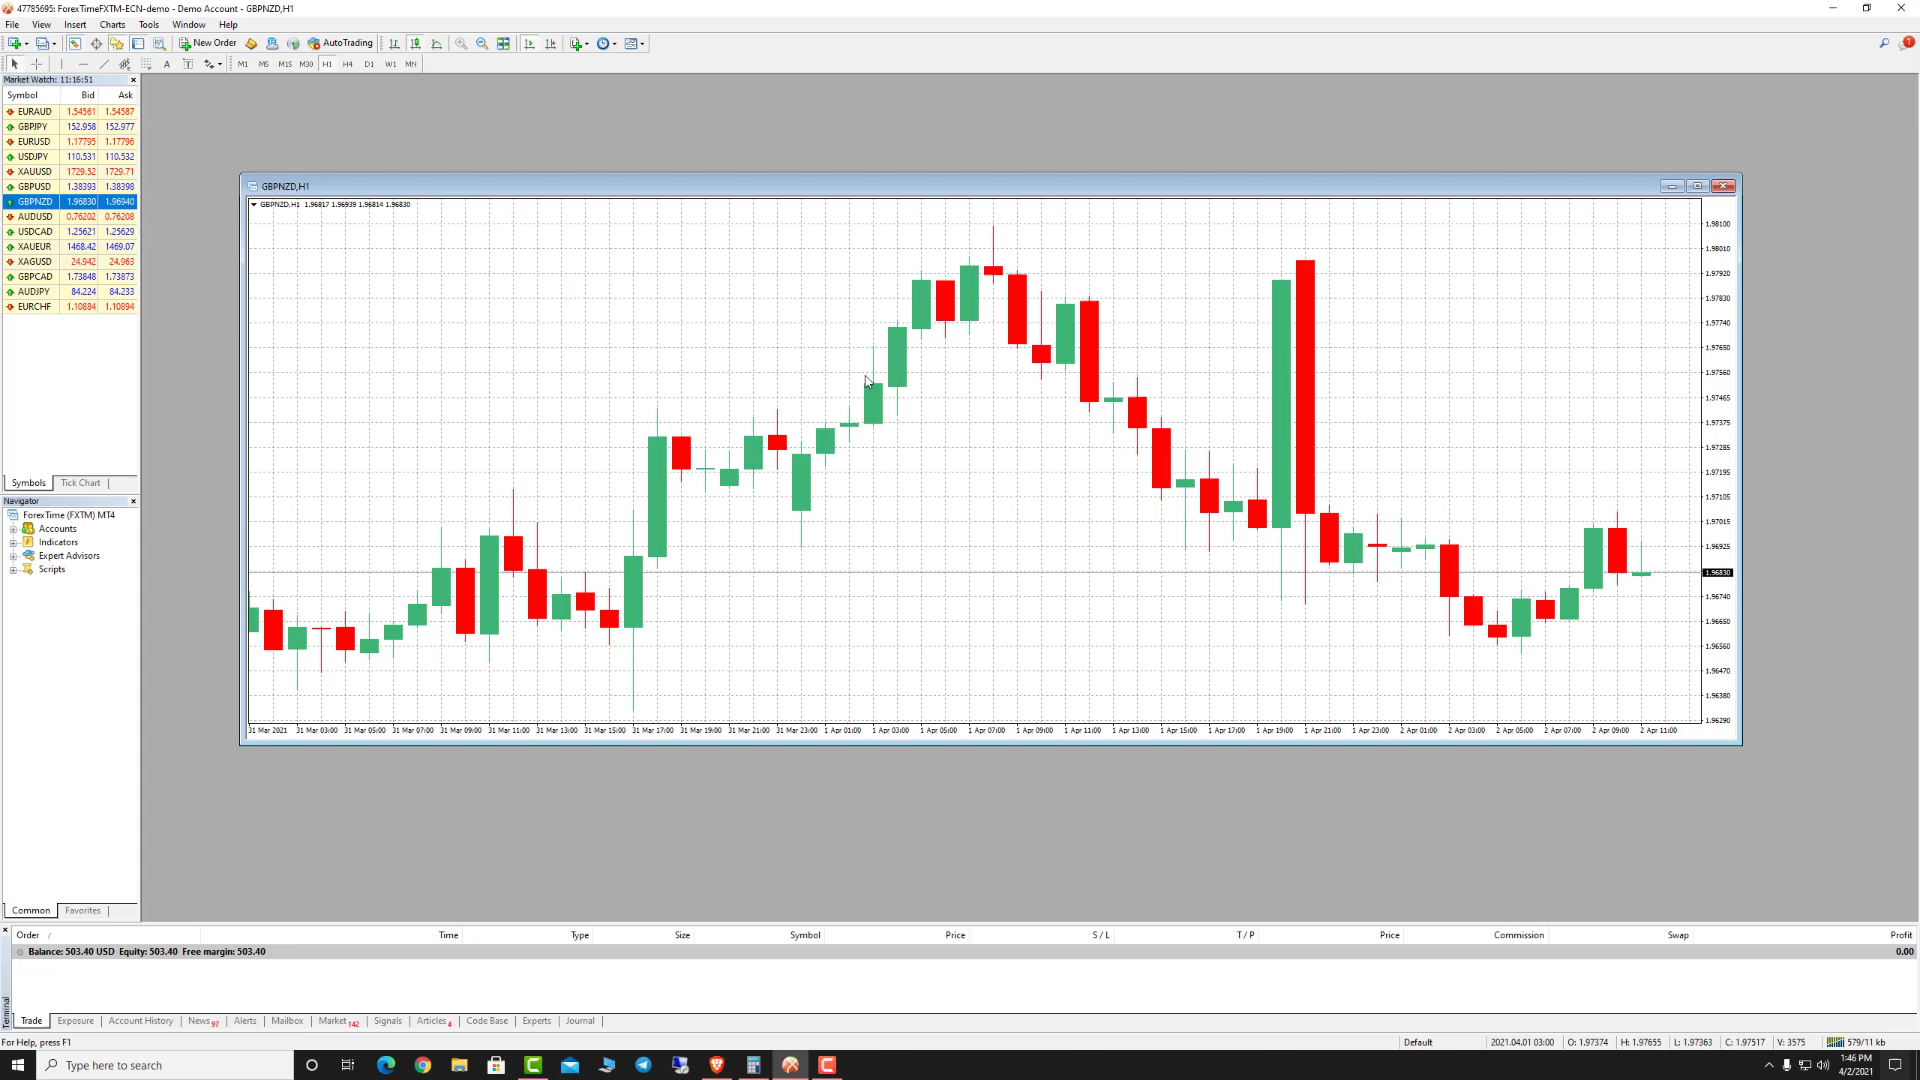 47785695: ForexTimeFXTM-ECN-demo - Demo Account - GBPNZD,H1
File View Insert Charts Tools Window Help
New Order AutoTrading 1
A T M1 M5 M15 M30 H1 H4 D1 W1 MN
Market Watch: 11:16:51
Symbol Bid Ask
EURAUD 1.54561 1.54587
GBPJPY 152.958 152.977
EURUSD 1.17795 1.17796
USDJPY 110.531 110.532
XAUUSD 1729.52 1729.71
GBPUSD 1.38393 1.38398
GBPNZD 1.96830 1.96940
AUDUSD 0.76202 0.76208
USDCAD 1.25621 1.25629
XAUEUR 1468.42 1469.07
XAGUSD 24.942 24.963
GBPCAD 1.73848 1.73873
AUDJPY 84.224 84.233
EURCHF 1.10884 1.10894
Symbols Tick Chart
Navigator
ForexTime (FXTM) MT4
Accounts
Indicators
Expert Advisors
Scripts
Common Favorites
GBPNZD,H1
GBPNZD,H1 1.96817 1.96939 1.96814 1.96830
1.98100
1.98010
1.97920
1.97830
1.97740
1.97650
1.97560
1.97465
1.97375
1.97285
1.97195
1.97105
1.97015
1.96925
1.96830
1.96740
1.96650
1.96560
1.96470
1.96380
1.96290
31 Mar 2021 31 Mar 03:00 31 Mar 05:00 31 Mar 07:00 31 Mar 09:00 31 Mar 11:00 31 Mar 13:00 31 Mar 15:00 31 Mar 17:00 31 Mar 19:00 31 Mar 21:00 31 Mar 23:00 1 Apr 01:00 1 Apr 03:00 1 Apr 05:00 1 Apr 07:00 1 Apr 09:00 1 Apr 11:00 1 Apr 13:00 1 Apr 15:00 1 Apr 17:00 1 Apr 19:00 1 Apr 21:00 1 Apr 23:00 2 Apr 01:00 2 Apr 03:00 2 Apr 05:00 2 Apr 07:00 2 Apr 09:00 2 Apr 11:00
Order / Time Type Size Symbol Price S / L T / P Price Commission Swap Profit
Balance: 503.40 USD Equity: 503.40 Free margin: 503.40 0.00
Terminal
Trade Exposure Account History News 97 Alerts Mailbox Market 142 Signals Articles 4 Code Base Experts Journal
For Help, press F1 Default 2021.04.01 03:00 O: 1.97374 H: 1.97655 L: 1.97363 C: 1.97517 V: 3575 579/11 kb
Type here to search
1:46 PM
4/2/2021